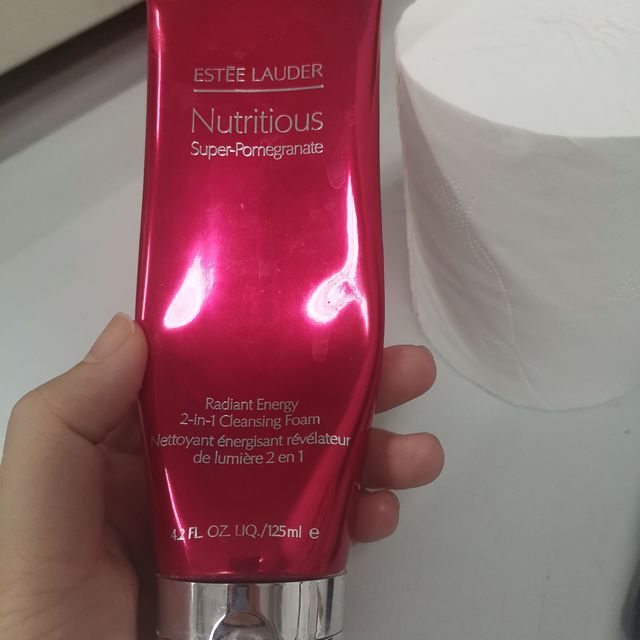 ESTĒE LAUDER
Nutritious
Super-Pomegranate
Radiant Energy
2-in-1 Cleansing Foam
Nettoyant énergisant révélateur
de lumière 2 en 1
4.2 FL. OZ. LIQ./125ml e